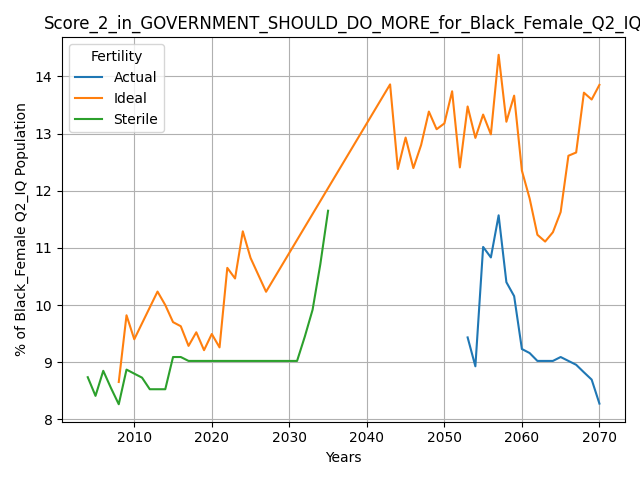 Score_2_in_GOVERNMENT_SHOULD_DO_MORE_for_Black_Female_Q2_IQ
Fertility
Actual
Ideal
Sterile
% of Black_Female Q2_IQ Population
14
13
12
11
10
9
8
2010 2020 2030 2040 2050 2060 2070
Years